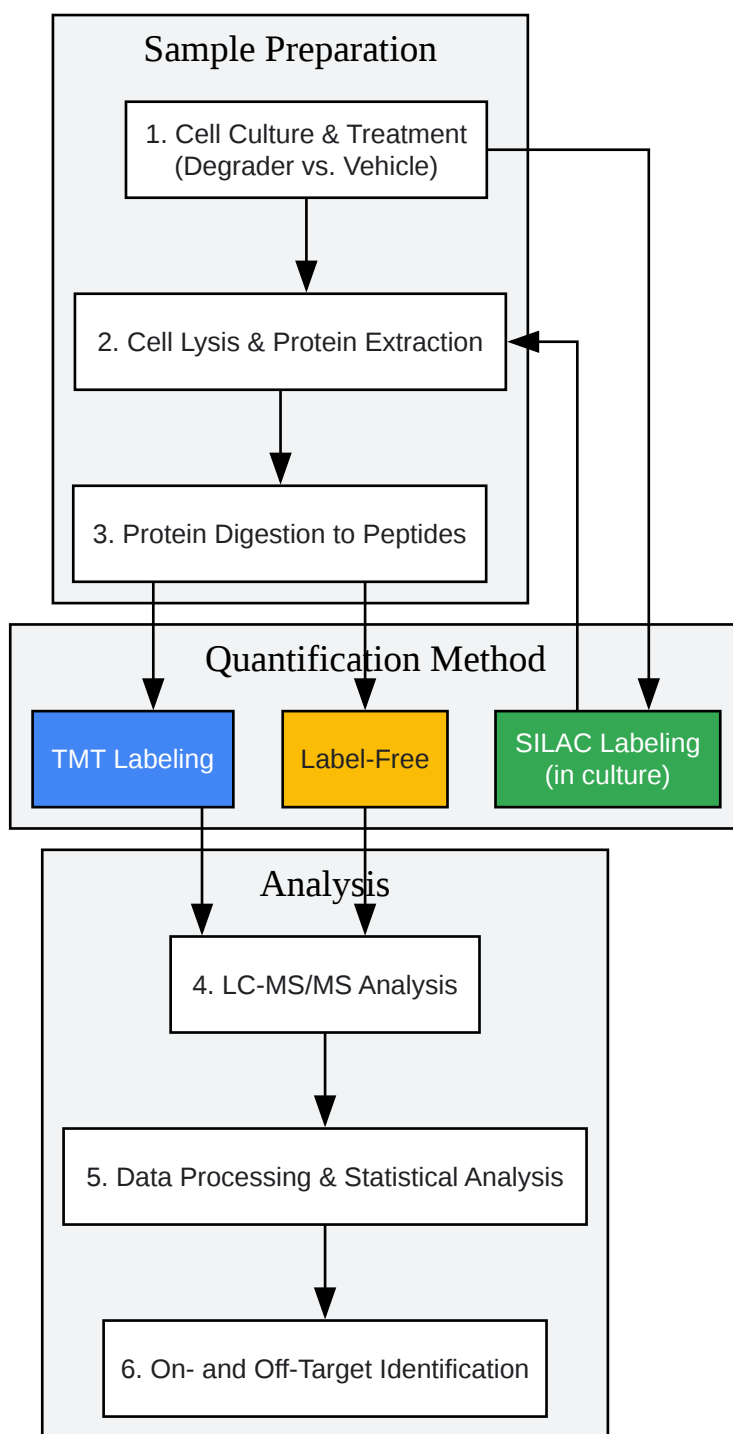 Sample Preparation
1. Cell Culture & Treatment
(Degrader vs. Vehicle)
2. Cell Lysis & Protein Extraction
3. Protein Digestion to Peptides
Quantification Method
TMT Labeling
Label-Free
SILAC Labeling
(in culture)
Analysis
4. LC-MS/MS Analysis
5. Data Processing & Statistical Analysis
6. On- and Off-Target Identification